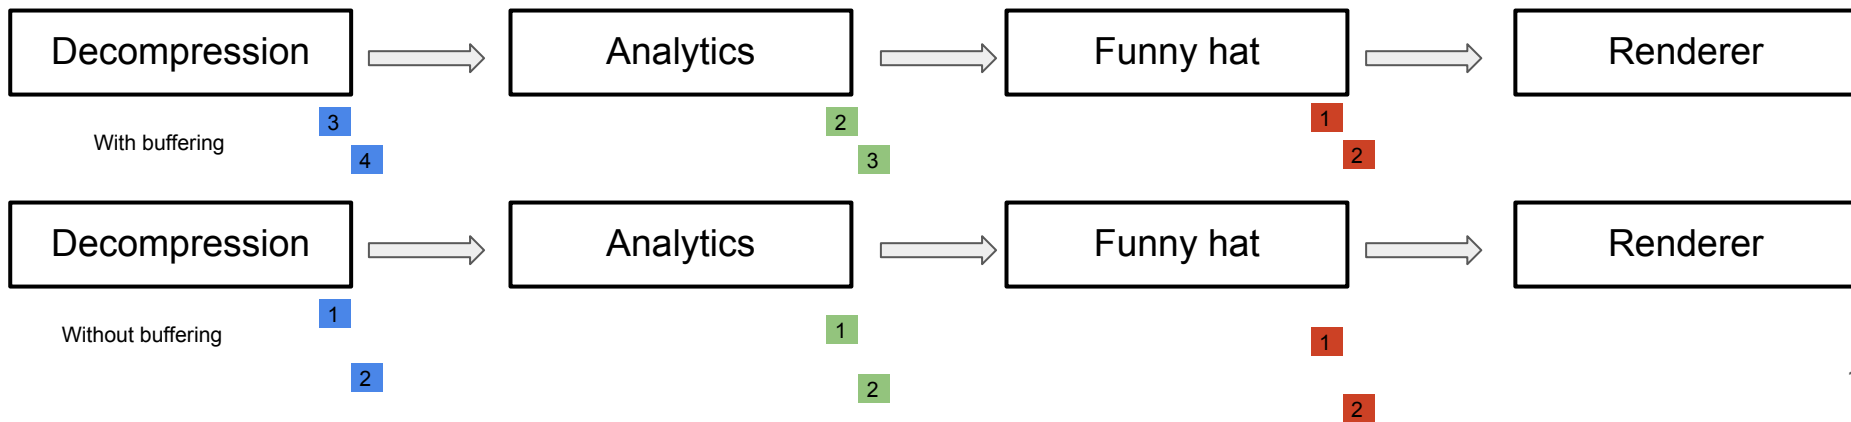 Decompression
Analytics
Funny hat
Renderer
3
2
1
With buffering
4
3
2
Decompression
Analytics
Funny hat
Renderer
1
1
1
Without buffering
2
2
2